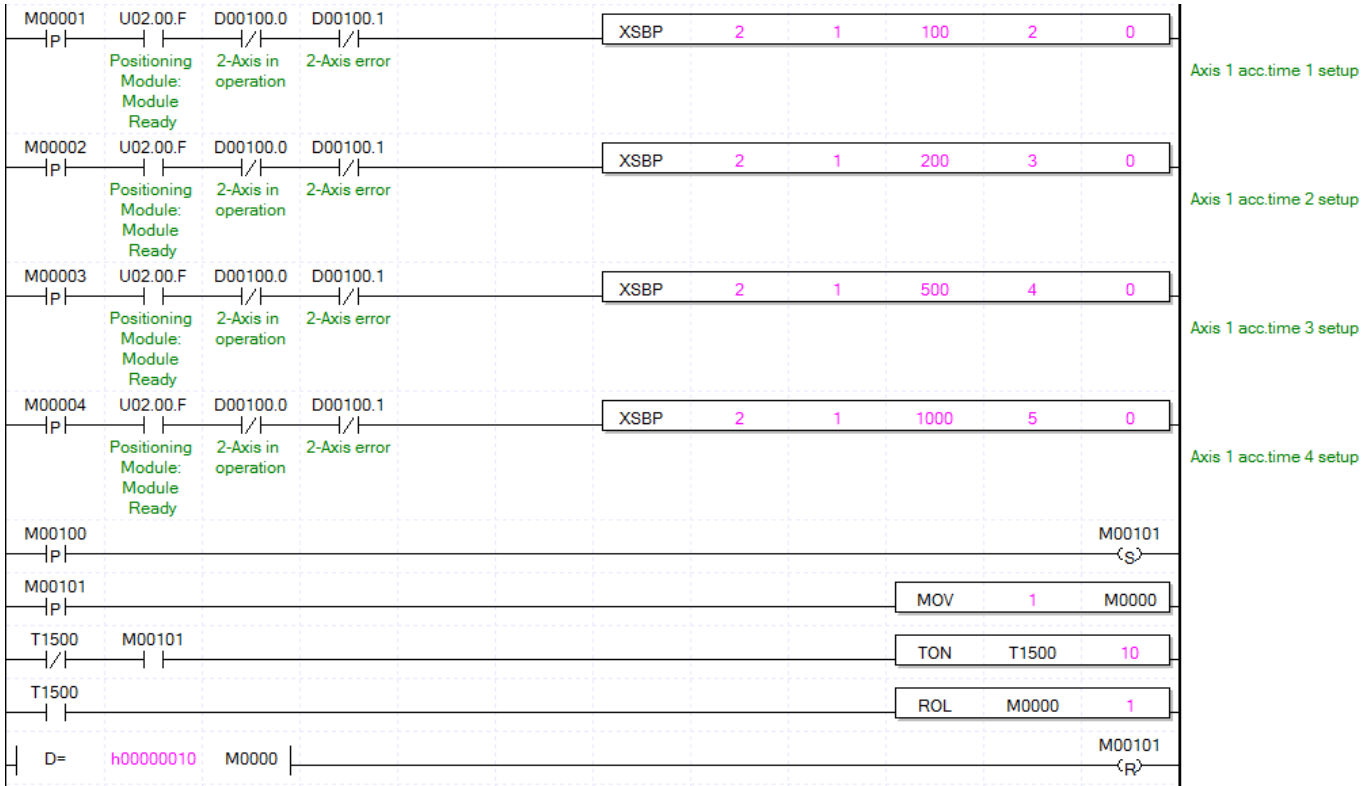 M00001 U02.00.F D00100.0 D00100.1
P XSBP 2 1 100 2 0
Positioning 2-Axis in 2-Axis error
Axis 1 acc.time 1 setup
Module: operation
Module
Ready
M00002 U02.00.F D00100.0 D00100.1
P XSBP 2 1 200 3 0
Positioning 2-Axis in 2-Axis error
Axis 1 acc.time 2 setup
Module: operation
Module
Ready
M00003 U02.00.F D00100.0 D00100.1
P XSBP 2 1 500 4 0
Positioning 2-Axis in 2-Axis error
Axis 1 acc.time 3 setup
Module: operation
Module
Ready
M00004 U02.00.F D00100.0 D00100.1
P XSBP 2 1 1000 5 0
Positioning 2-Axis in 2-Axis error
Axis 1 acc.time 4 setup
Module: operation
Module
Ready
M00100 M00101
P S
M00101
P MOV 1 M0000
T1500 M00101
TON T1500 10
T1500
ROL M0000 1
M00101
D= h00000010 M0000 R